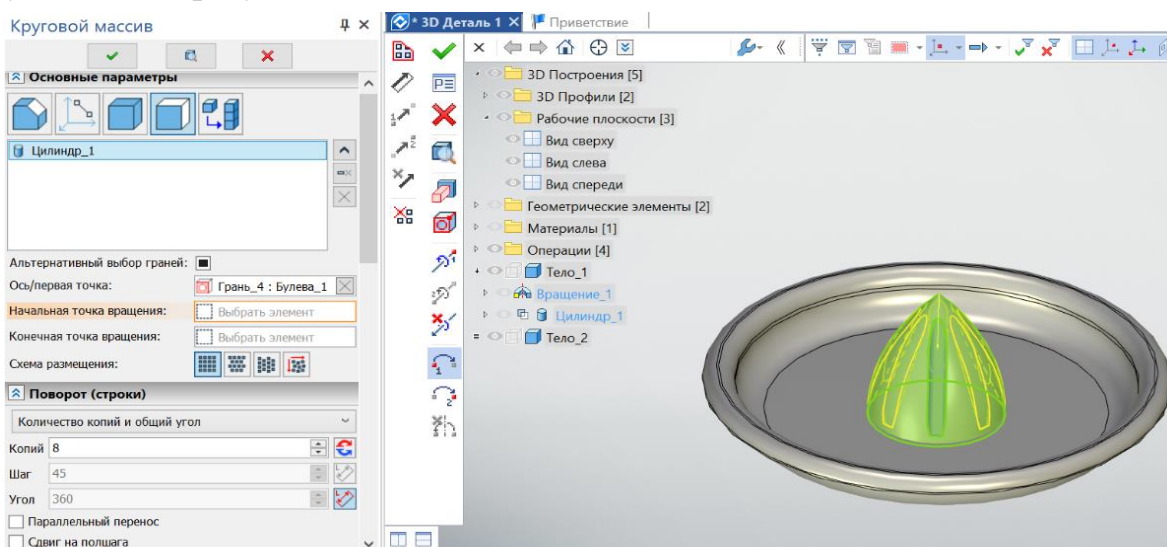 Круговой массив
Основные параметры
Цилиндр_1
Альтернативный выбор граней:
Ось/первая точка: Грань_4 : Булева_1
Начальная точка вращения: Выбрать элемент
Конечная точка вращения: Выбрать элемент
Схема размещения:
Поворот (строки)
Количество копий и общий угол
Копий 8
Шаг 45
Угол 360
Параллельный перенос
Сдвиг на полшага
* 3D Деталь 1
Приветствие
3D Построения [5]
3D Профили [2]
Рабочие плоскости [3]
Вид сверху
Вид слева
Вид спереди
Геометрические элементы [2]
Материалы [1]
Операции [4]
Тело_1
Вращение_1
Цилиндр_1
Тело_2